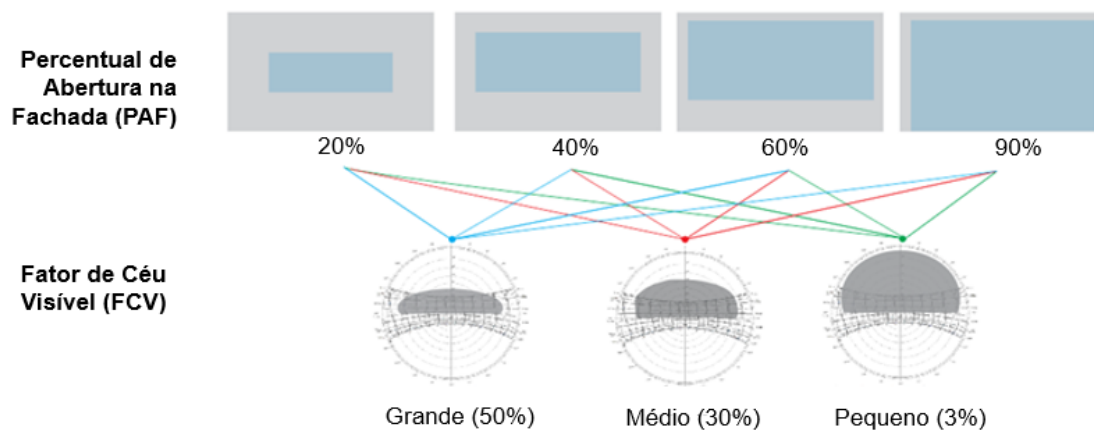 Percentual de
Abertura na
Fachada (PAF)
20%
40%
60%
90%
Fator de Céu
Visível (FCV)
Grande (50%)
Médio (30%)
Pequeno (3%)